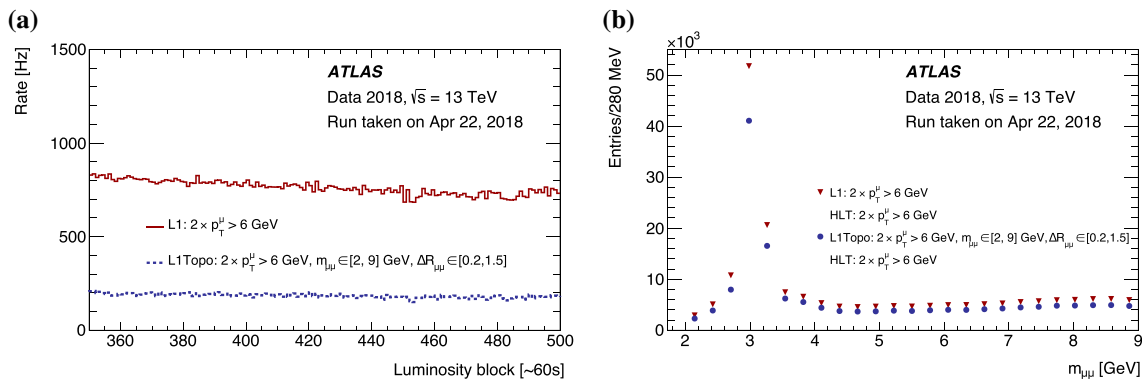 (a)
Rate [Hz]
1500
1000
500
0
ATLAS
Data 2018, √s = 13 TeV
Run taken on Apr 22, 2018
L1: 2× p_T^μ > 6 GeV
L1Topo: 2× p_T^μ > 6 GeV, m_μμ ∈ [2, 9] GeV, ΔR_μμ ∈ [0.2,1.5]
360 380 400 420 440 460 480 500
Luminosity block [~60s]
(b)
Entries/280 MeV
×10³
50
40
30
20
10
0
ATLAS
Data 2018, √s = 13 TeV
Run taken on Apr 22, 2018
L1: 2× p_T^μ > 6 GeV
HLT: 2× p_T^μ > 6 GeV
L1Topo: 2× p_T^μ > 6 GeV, m_μμ ∈ [2, 9] GeV, ΔR_μμ ∈ [0.2,1.5]
HLT: 2× p_T^μ > 6 GeV
2 3 4 5 6 7 8 9
m_μμ [GeV]